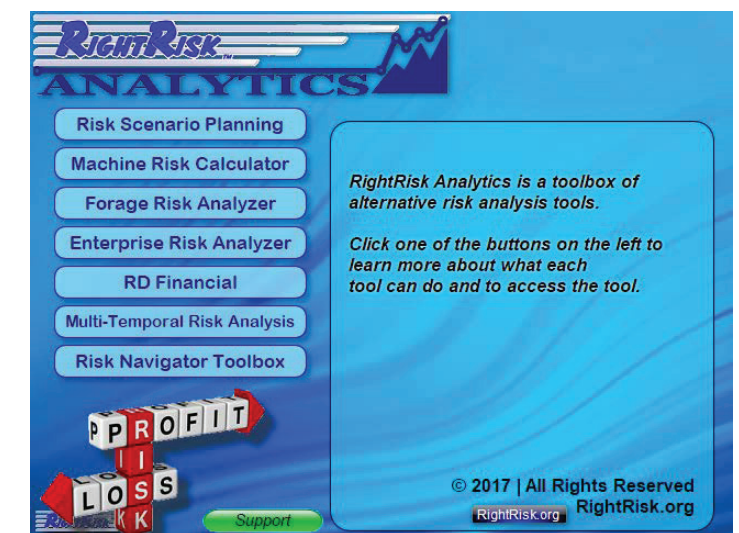 RightRisk™
ANALYTICS
Risk Scenario Planning
Machine Risk Calculator
Forage Risk Analyzer
Enterprise Risk Analyzer
RD Financial
Multi-Temporal Risk Analysis
Risk Navigator Toolbox
RightRisk Analytics is a toolbox of
alternative risk analysis tools.
Click one of the buttons on the left to
learn more about what each
tool can do and to access the tool.
PROFIT
RISK
LOSS
Support
© 2017 | All Rights Reserved
RightRisk.org RightRisk.org